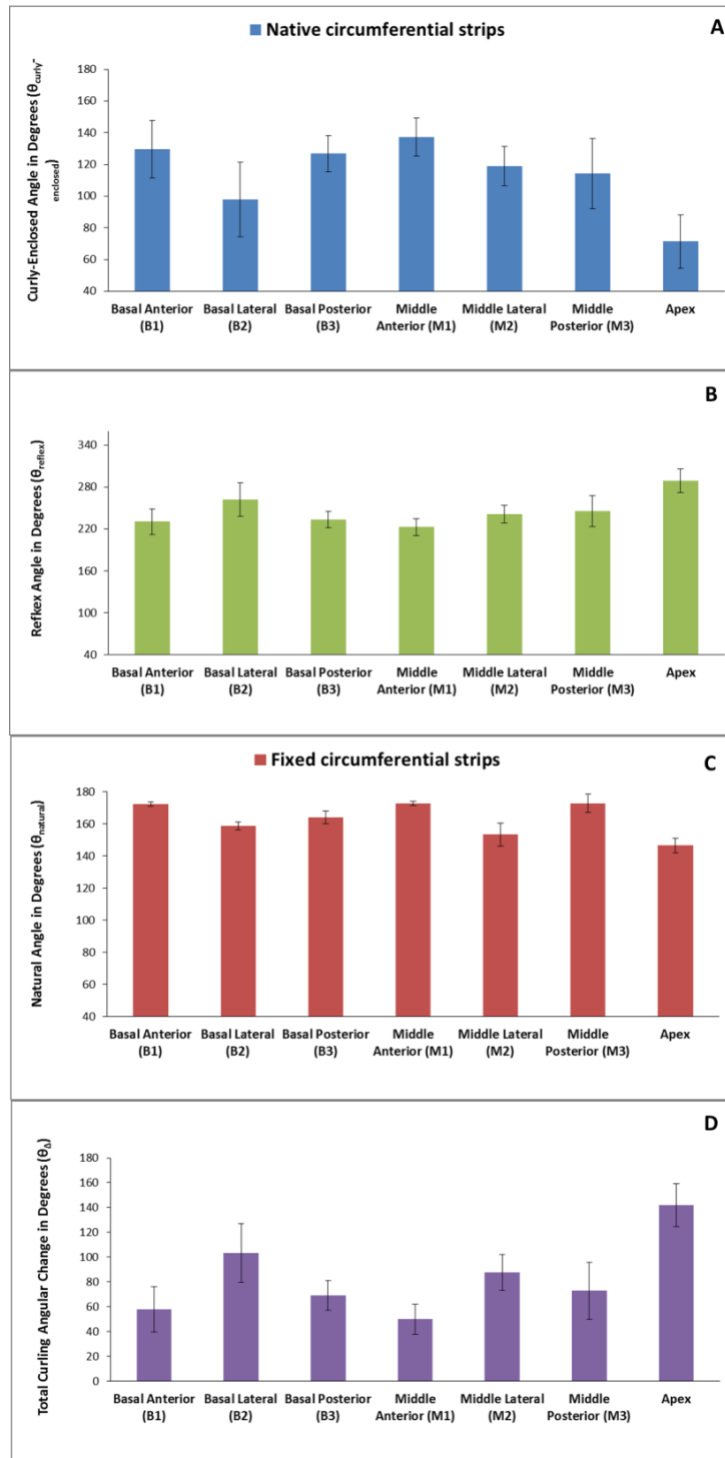 Native circumferential strips
A
Curly-Enclosed Angle in Degrees (θcurly-
enclosed)
180
160
140
120
100
80
60
40
Basal Anterior (B1)
Basal Lateral (B2)
Basal Posterior (B3)
Middle Anterior (M1)
Middle Lateral (M2)
Middle Posterior (M3)
Apex
B
Refkex Angle in Degrees (θreflex)
340
280
220
160
100
40
Basal Anterior (B1)
Basal Lateral (B2)
Basal Posterior (B3)
Middle Anterior (M1)
Middle Lateral (M2)
Middle Posterior (M3)
Apex
Fixed circumferential strips
C
Natural Angle in Degrees (θnatural)
180
160
140
120
100
80
60
40
Basal Anterior (B1)
Basal Lateral (B2)
Basal Posterior (B3)
Middle Anterior (M1)
Middle Lateral (M2)
Middle Posterior (M3)
Apex
D
Total Curling Angular Change in Degrees (θΔ)
180
160
140
120
100
80
60
40
20
0
Basal Anterior (B1)
Basal Lateral (B2)
Basal Posterior (B3)
Middle Anterior (M1)
Middle Lateral (M2)
Middle Posterior (M3)
Apex